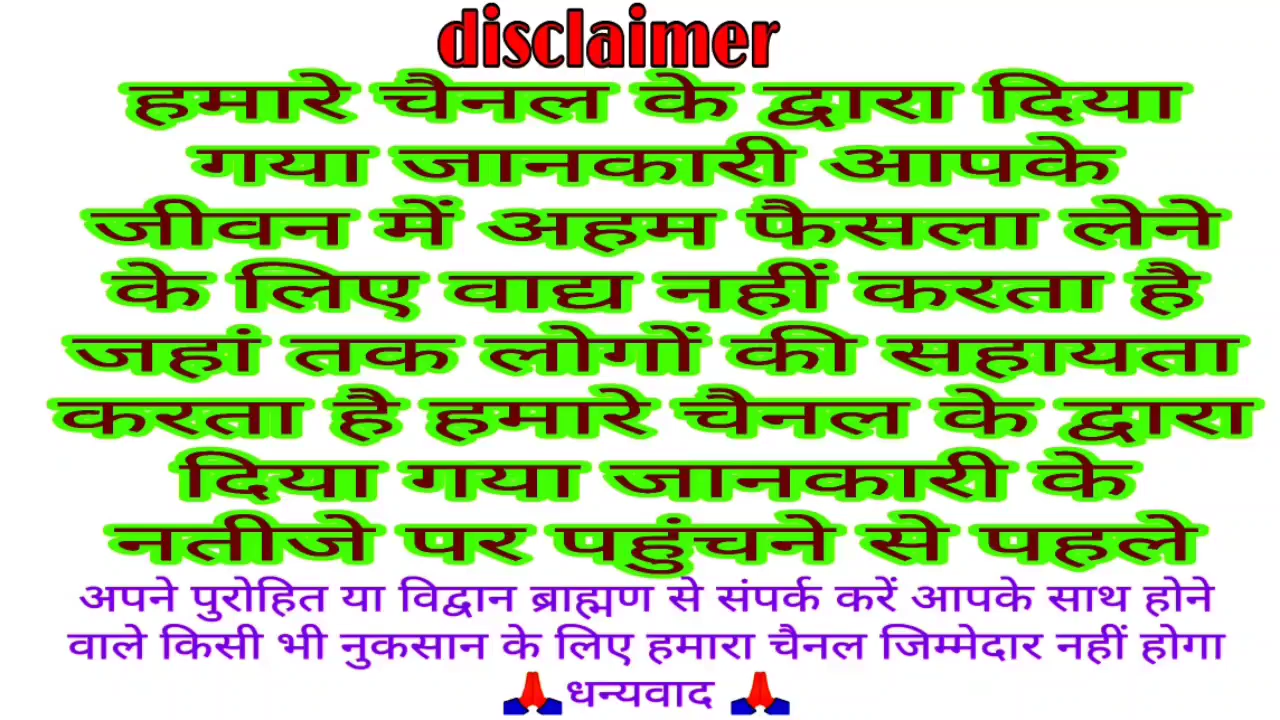 disclaimer
हमारे चैनल के द्वारा दिया
गया जानकारी आपके
जीवन में अहम फैसला लेने
के लिए वाद्य नहीं करता है
जहां तक लोगों की सहायता
करता है हमारे चैनल के द्वारा
दिया गया जानकारी के
नतीजे पर पहुंचने से पहले
अपने पुरोहित या विद्वान ब्राह्मण से संपर्क करें आपके साथ होने
वाले किसी भी नुकसान के लिए हमारा चैनल जिम्मेदार नहीं होगा
🙏धन्यवाद 🙏